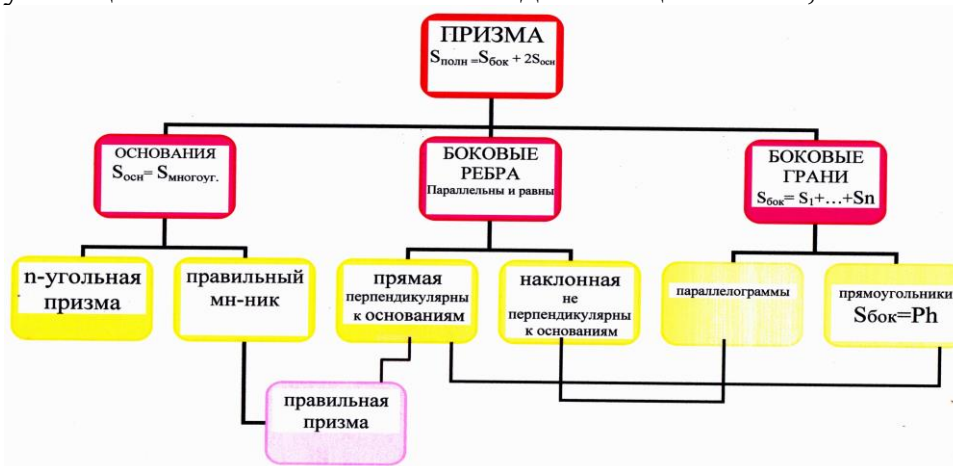 ПРИЗМА
Sполн =Sбок + 2Sосн
ОСНОВАНИЯ
Sосн= Sмногоуг.
БОКОВЫЕ
РЕБРА
Параллельны и равны
БОКОВЫЕ
ГРАНИ
Sбок= S1+…+Sn
n-угольная
призма
правильный
мн-ник
прямая
перпендикулярны
к основаниям
наклонная
не
перпендикулярны
к основаниям
параллелограммы
прямоугольники
Sбок=Ph
правильная
призма